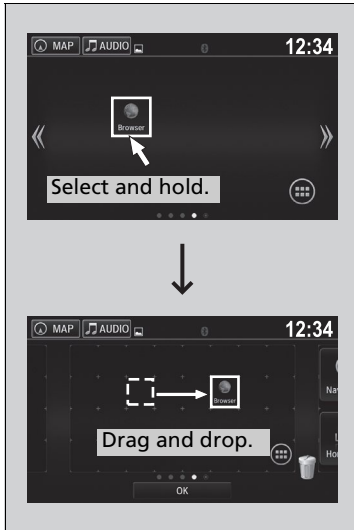 MAP AUDIO 12:34
Browser
Select and hold.
MAP AUDIO 12:34
Browser
Drag and drop.
OK